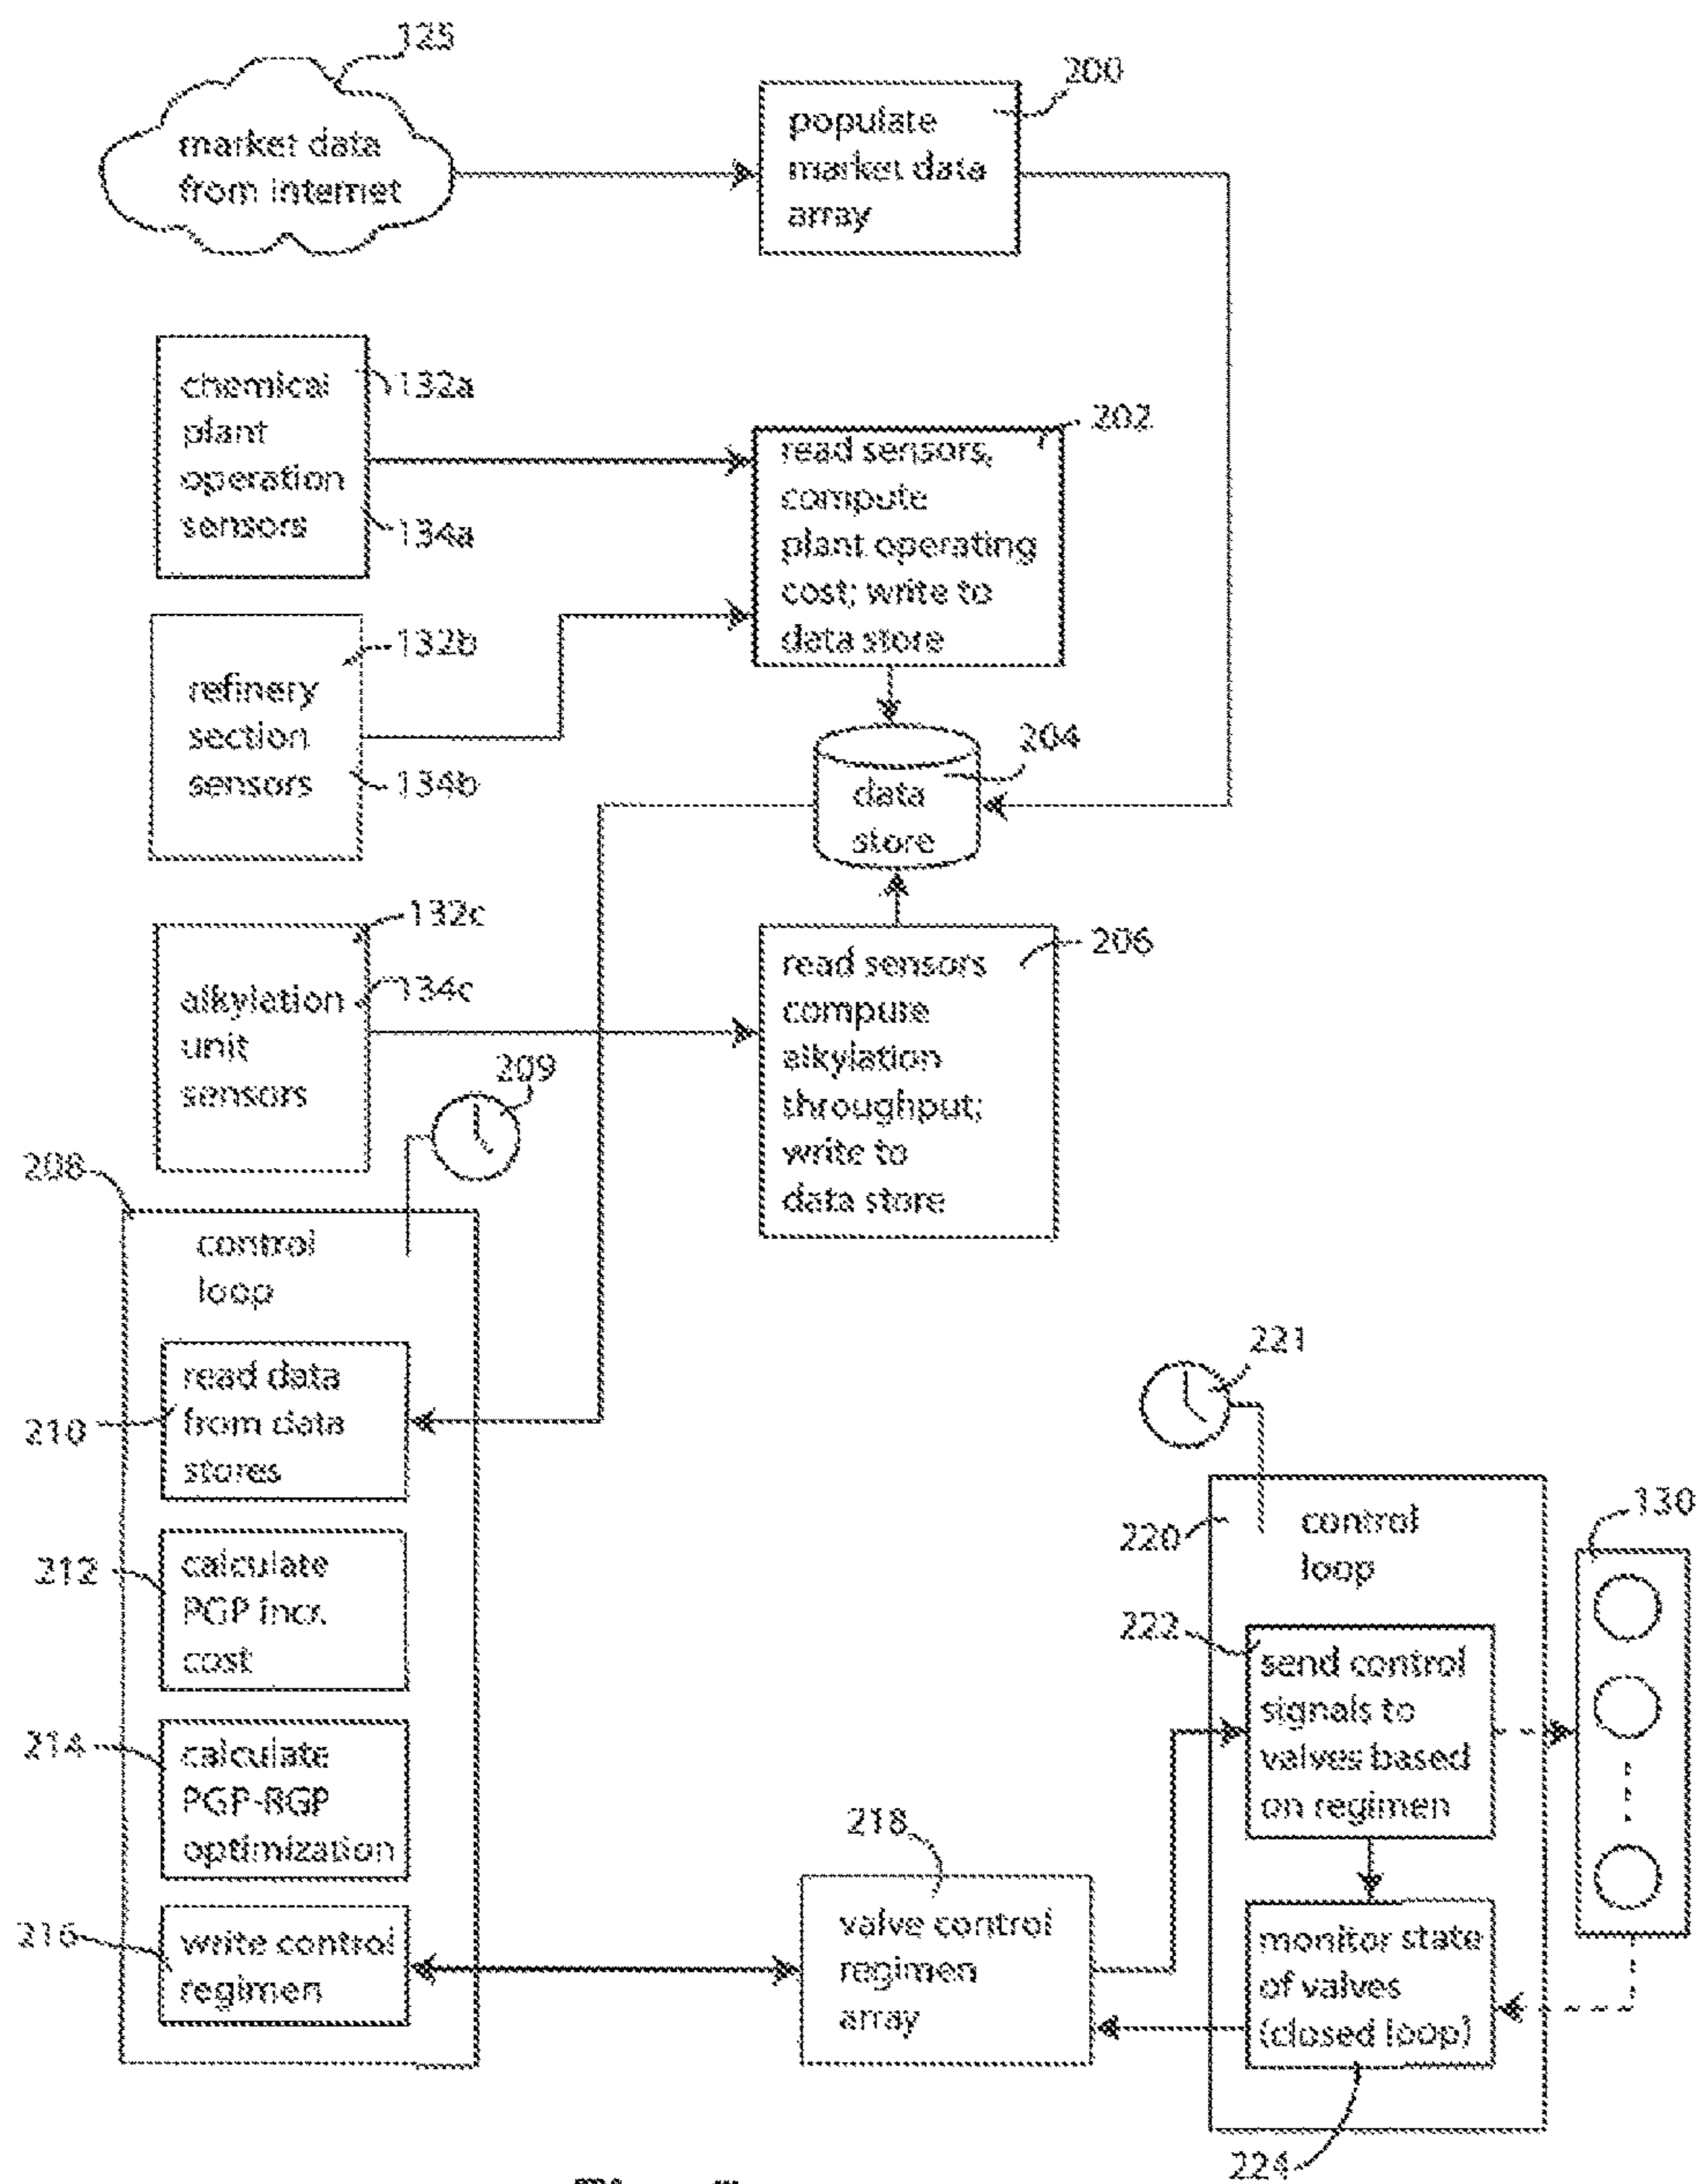 125
market data
from internet
200
populate
market data
array
chemical
plant
operation
sensors
132a
134a
202
read sensors,
compute
plant operating
cost; write to
data store
132b
refinery
section
sensors
134b
204
data
store
132c
134c
alkylation
unit
sensors
206
read sensors
compute
alkylation
throughput;
write to
data store
209
208
control
loop
210
read data
from data
stores
212
calculate
PGP incr.
cost
214
calculate
PGP-RGP
optimization
216
write control
regimen
218
valve control
regimen
array
221
220
control
loop
130
222
send control
signals to
valves based
on regimen
monitor state
of valves
(closed loop)
224